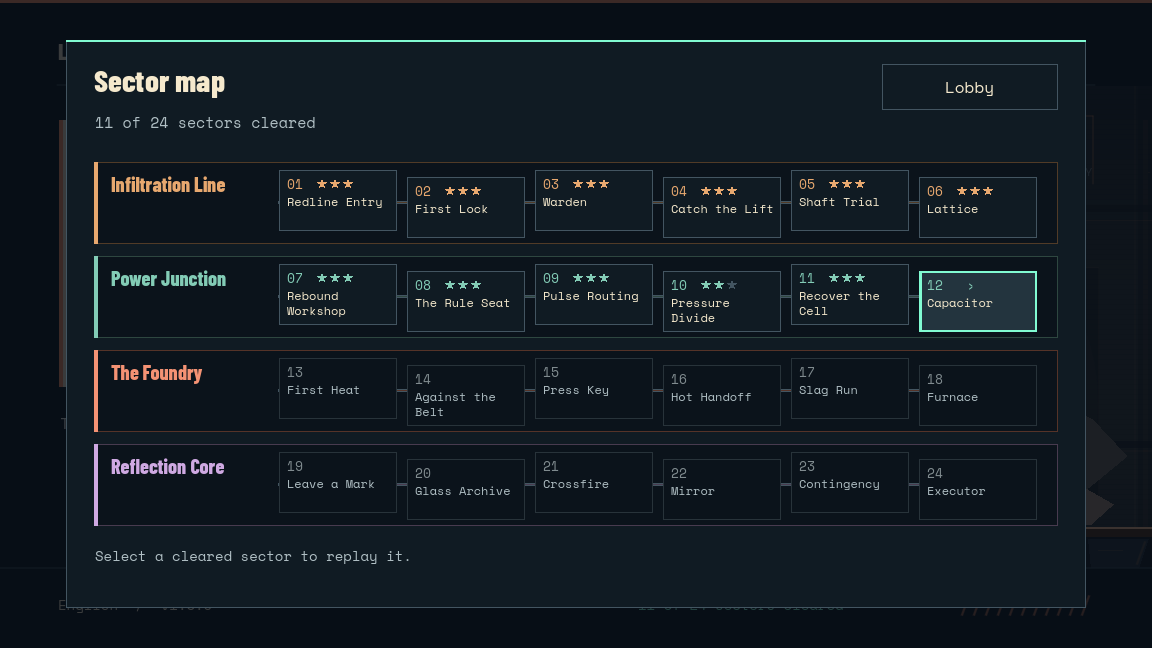 Sector map
Lobby
11 of 24 sectors cleared
Infiltration Line
01 ★★★
Redline Entry
02 ★★★
First Lock
03 ★★★
Warden
04 ★★★
Catch the Lift
05 ★★★
Shaft Trial
06 ★★★
Lattice
Power Junction
07 ★★★
Rebound
Workshop
08 ★★★
The Rule Seat
09 ★★★
Pulse Routing
10 ★★★
Pressure
Divide
11 ★★★
Recover the
Cell
12 ›
Capacitor
The Foundry
13
First Heat
14
Against the
Belt
15
Press Key
16
Hot Handoff
17
Slag Run
18
Furnace
Reflection Core
19
Leave a Mark
20
Glass Archive
21
Crossfire
22
Mirror
23
Contingency
24
Executor
Select a cleared sector to replay it.